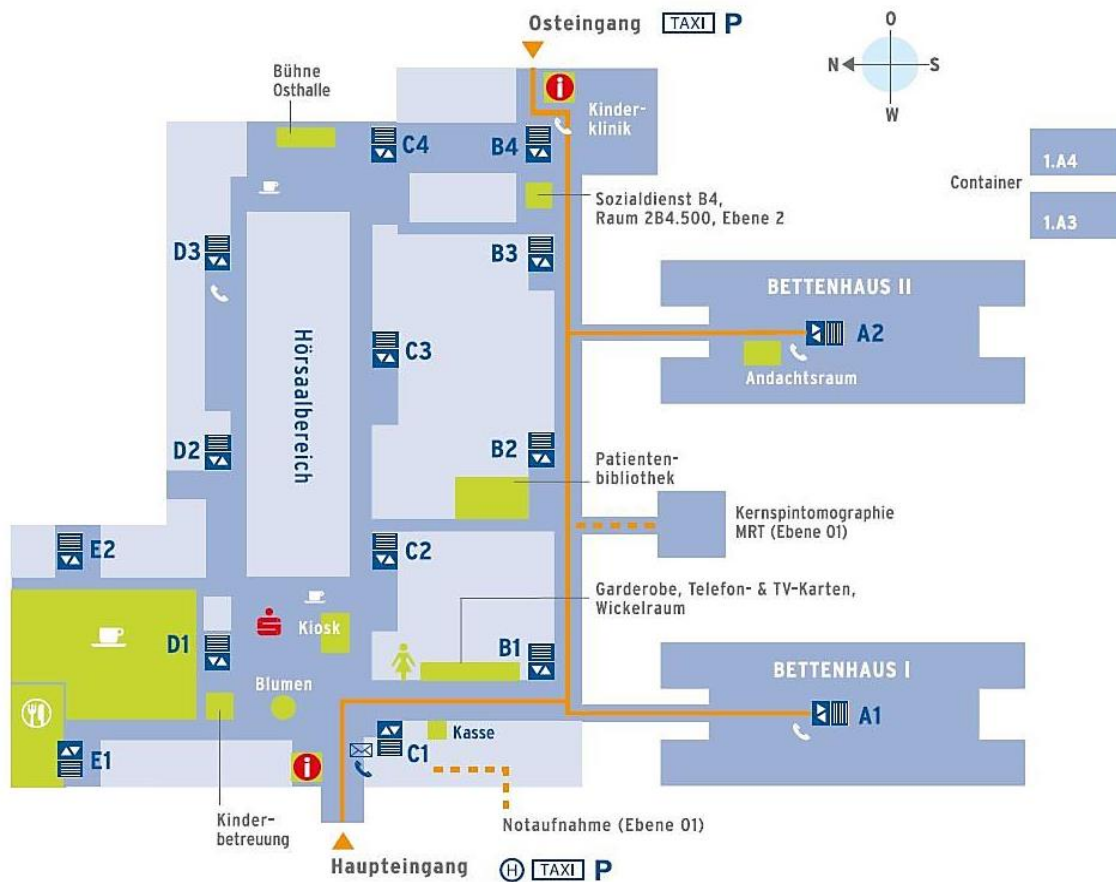 Osteingang TAXI P
O
N S
W
Bühne
Osthalle
i
Kinder-
klinik
C4
B4
1.A4
Container
1.A3
Sozialdienst B4,
Raum 2B4.500, Ebene 2
D3
B3
BETTENHAUS II
A2
Andachtsraum
Hörsaalbereich
C3
D2
B2
Patienten-
bibliothek
Kernspintomographie
MRT (Ebene 01)
E2
C2
Garderobe, Telefon- & TV-Karten,
Wickelraum
Kiosk
D1
B1
BETTENHAUS I
Blumen
A1
Kasse
C1
E1
i
Kinder-
betreuung
Notaufnahme (Ebene 01)
Haupteingang H TAXI P